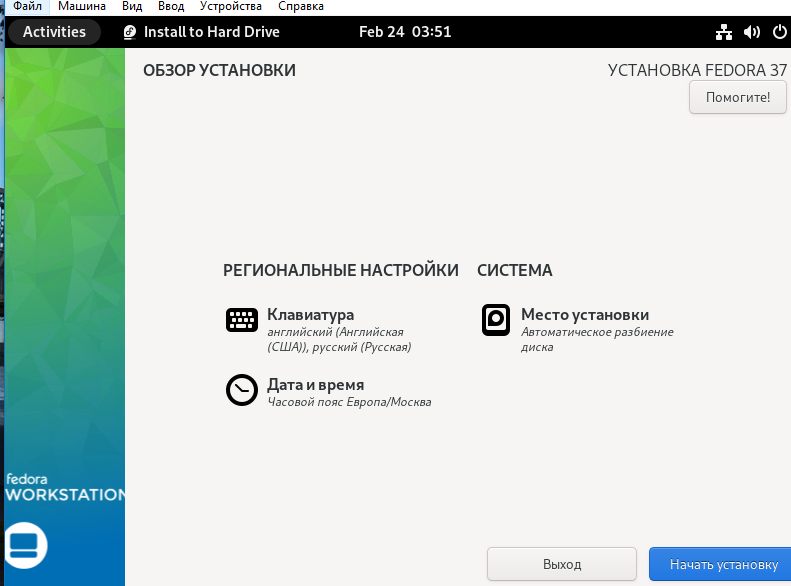 Файл Машина Вид Ввод Устройства Справка
Activities Install to Hard Drive Feb 24 03:51
ОБЗОР УСТАНОВКИ
УСТАНОВКА FEDORA 37
Помогите!
РЕГИОНАЛЬНЫЕ НАСТРОЙКИ
Клавиатура
английский (Английская
(США)), русский (Русская)
Дата и время
Часовой пояс Европа/Москва
СИСТЕМА
Место установки
Автоматическое разбиение
диска
fedora
WORKSTATION
Выход
Начать установку